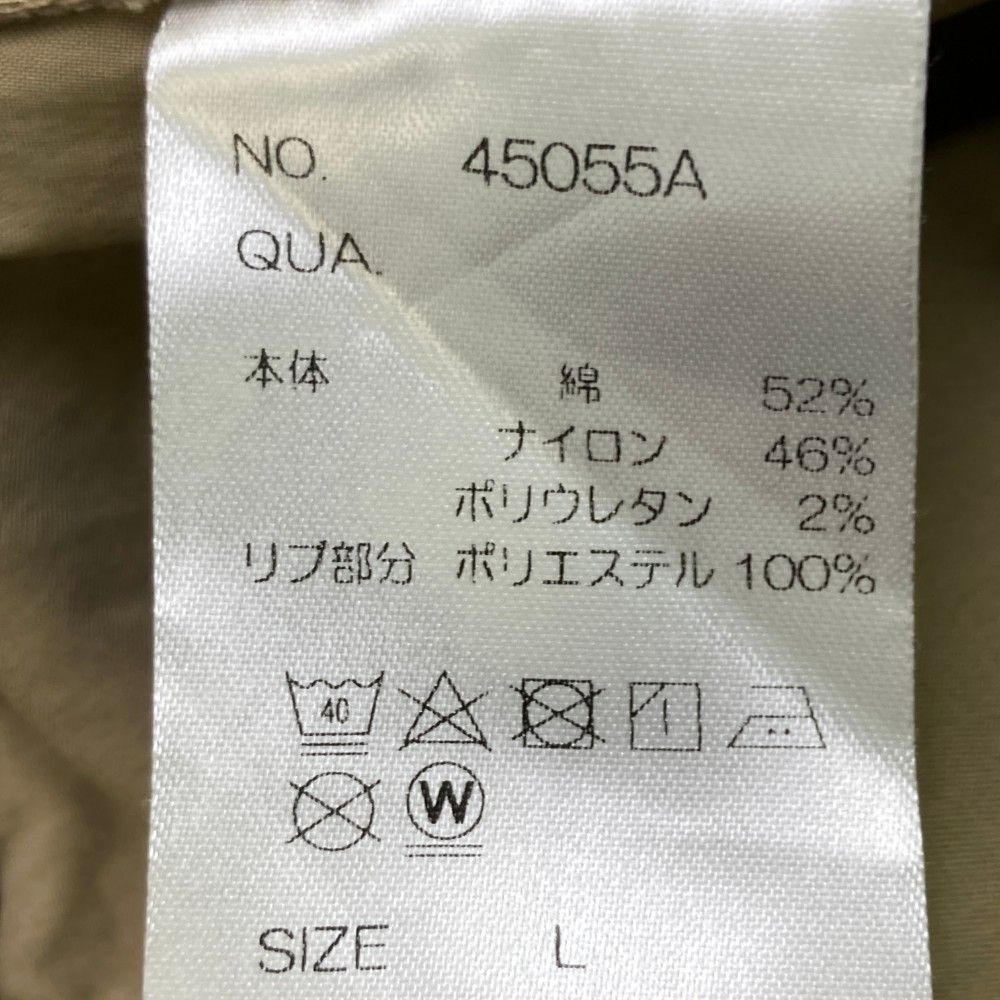 NO. 45055A
QUA.
本体 綿 52%
ナイロン 46%
ポリウレタン 2%
リブ部分 ポリエステル 100%
40
W
SIZE L